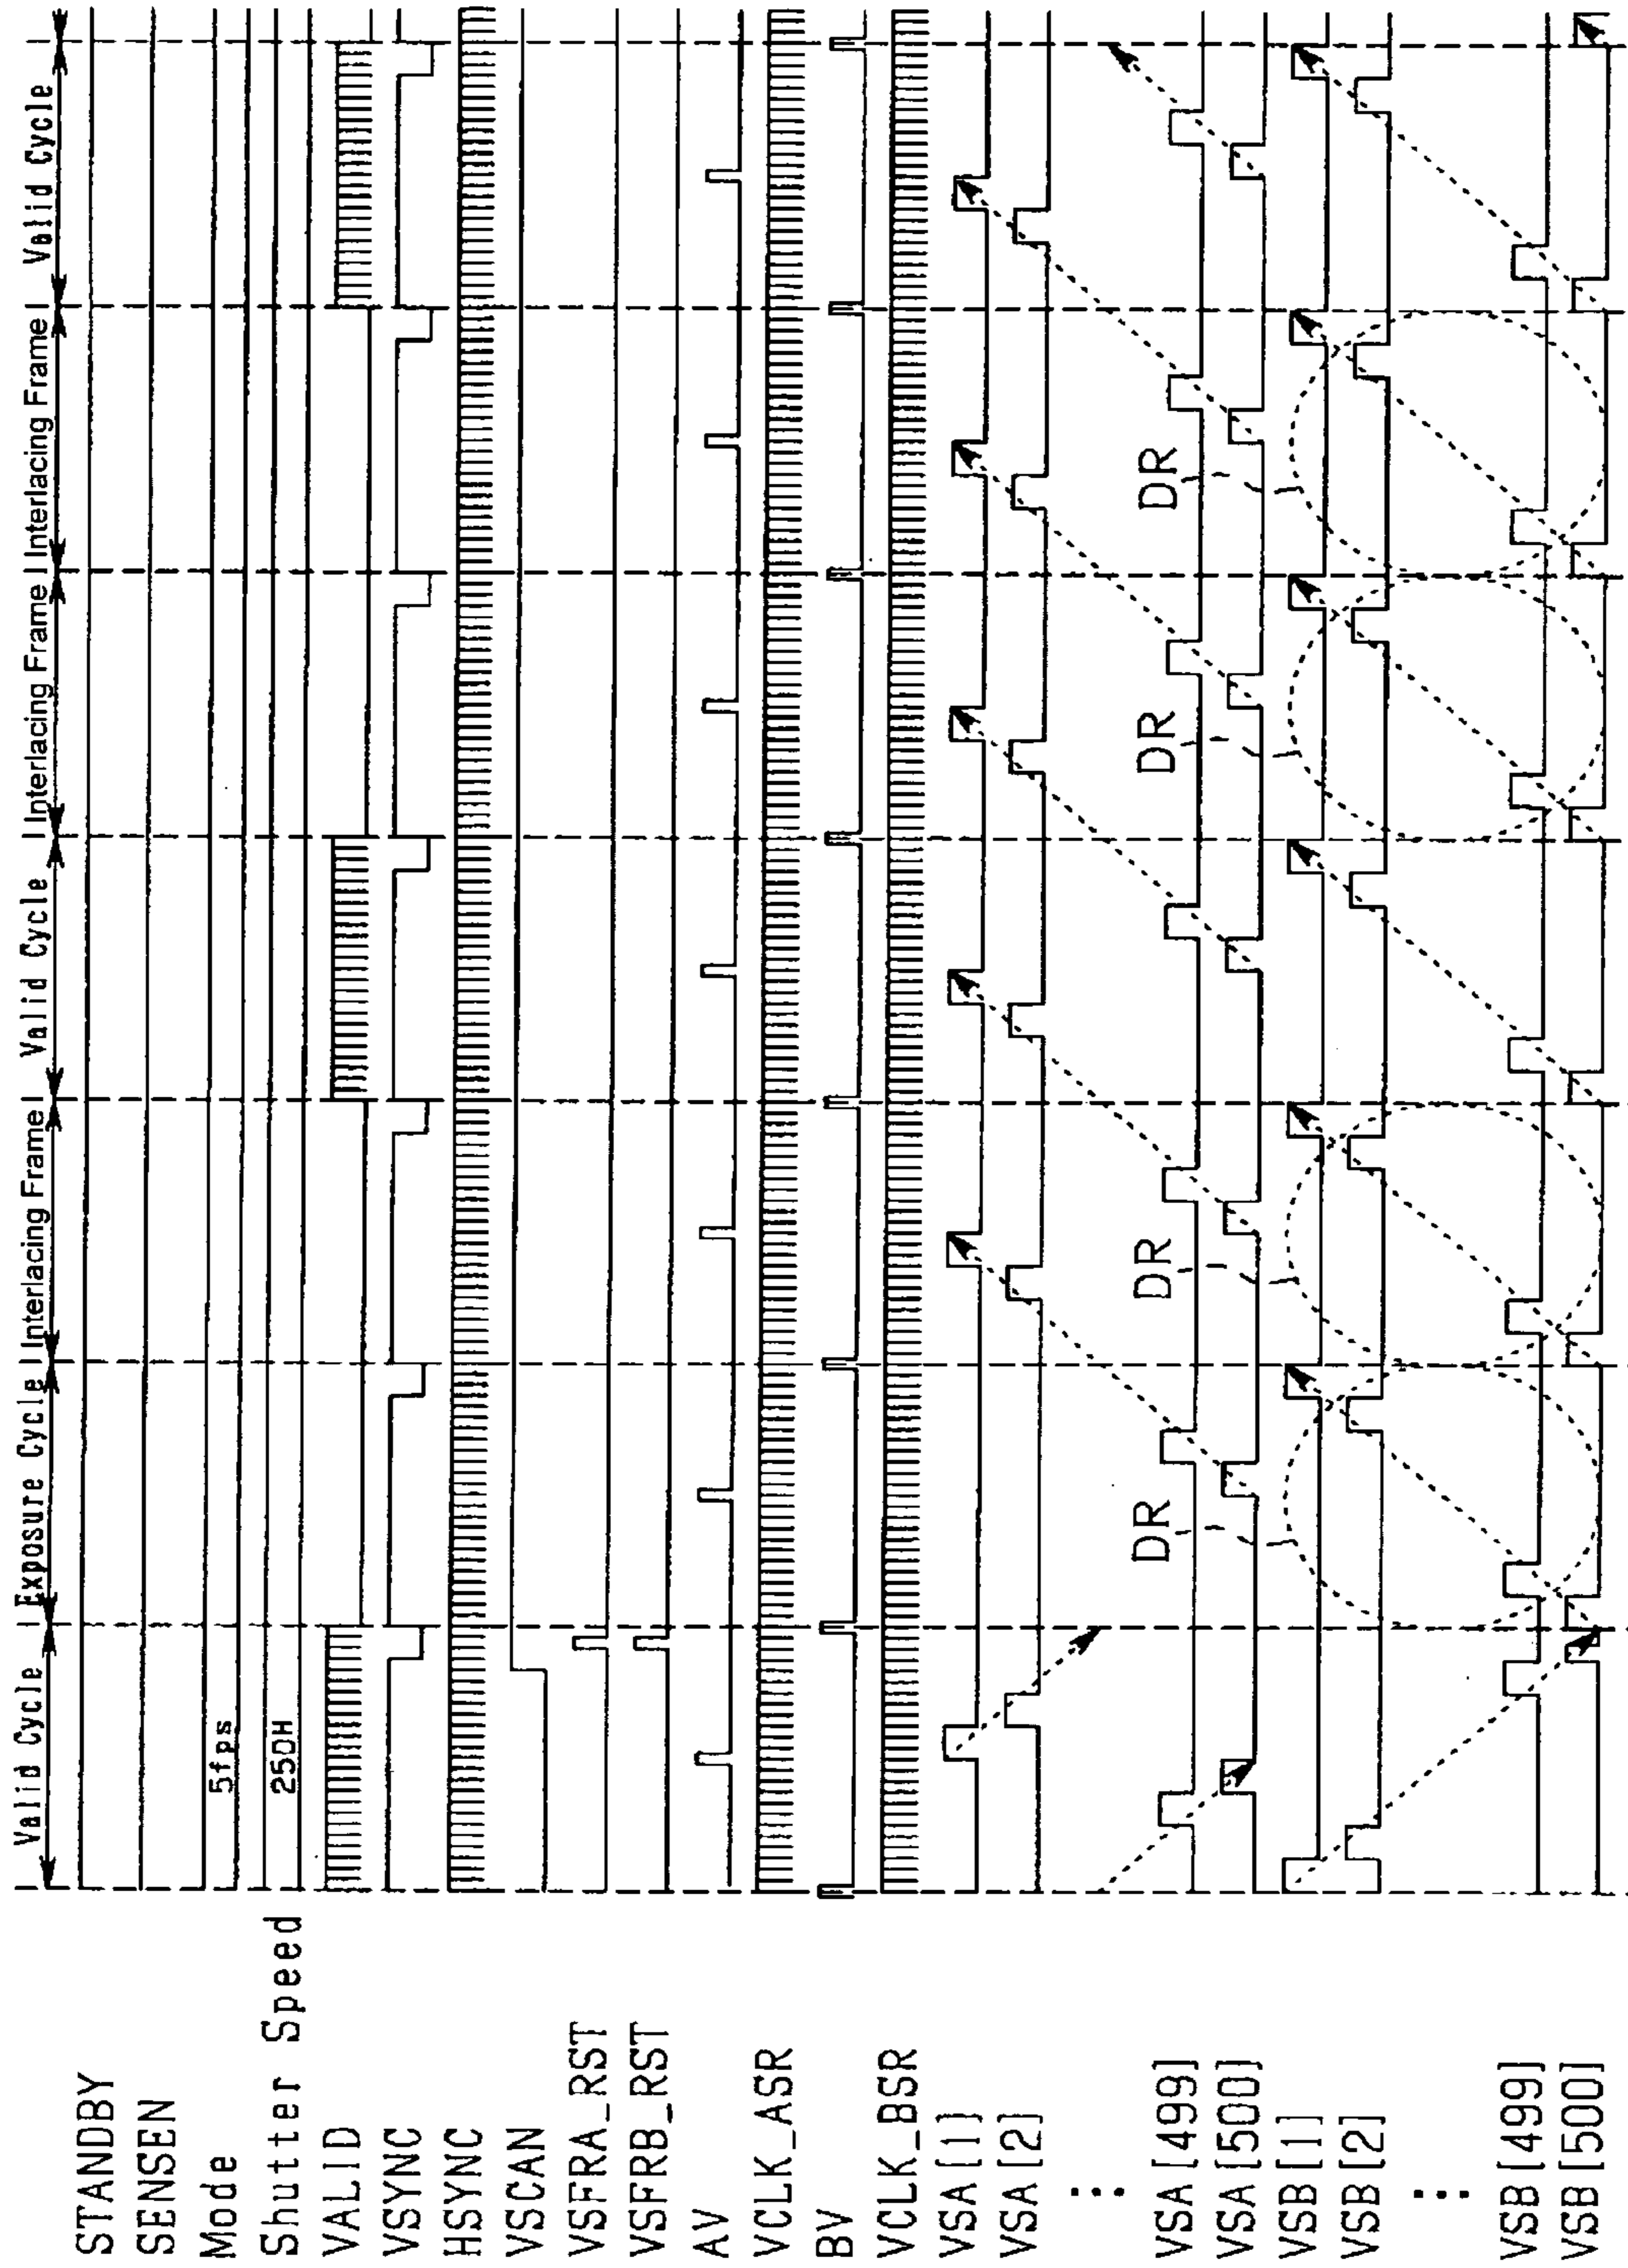 Valid Cycle
Exposure Cycle
Interlacing Frame
Valid Cycle
Interlacing Frame
Interlacing Frame
Valid Cycle
STANDBY
SENSEN
Mode
5fps
Shutter Speed
250H
VALID
VSYNC
HSYNC
VSCAN
VSFRA_RST
VSFRB_RST
AV
VCLK_ASR
BV
VCLK_BSR
VSA [1]
VSA [2]
⋮
VSA [499]
VSA [500]
DR
DR
DR
DR
VSB [1]
VSB [2]
⋮
VSB [499]
VSB [500]